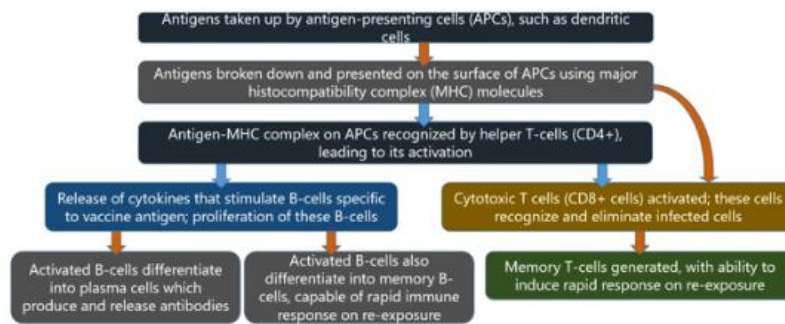 Antigens taken up by antigen-presenting cells (APCs), such as dendritic
cells
Antigens broken down and presented on the surface of APCs using major
histocompatibility complex (MHC) molecules
Antigen-MHC complex on APCs recognized by helper T-cells (CD4+),
leading to its activation
Release of cytokines that stimulate B-cells specific
to vaccine antigen; proliferation of these B-cells
Cytotoxic T cells (CD8+ cells) activated; these cells
recognize and eliminate infected cells
Activated B-cells differentiate
into plasma cells which
produce and release antibodies
Activated B-cells also
differentiate into memory B-
cells, capable of rapid immune
response on re-exposure
Memory T-cells generated, with ability to
induce rapid response on re-exposure